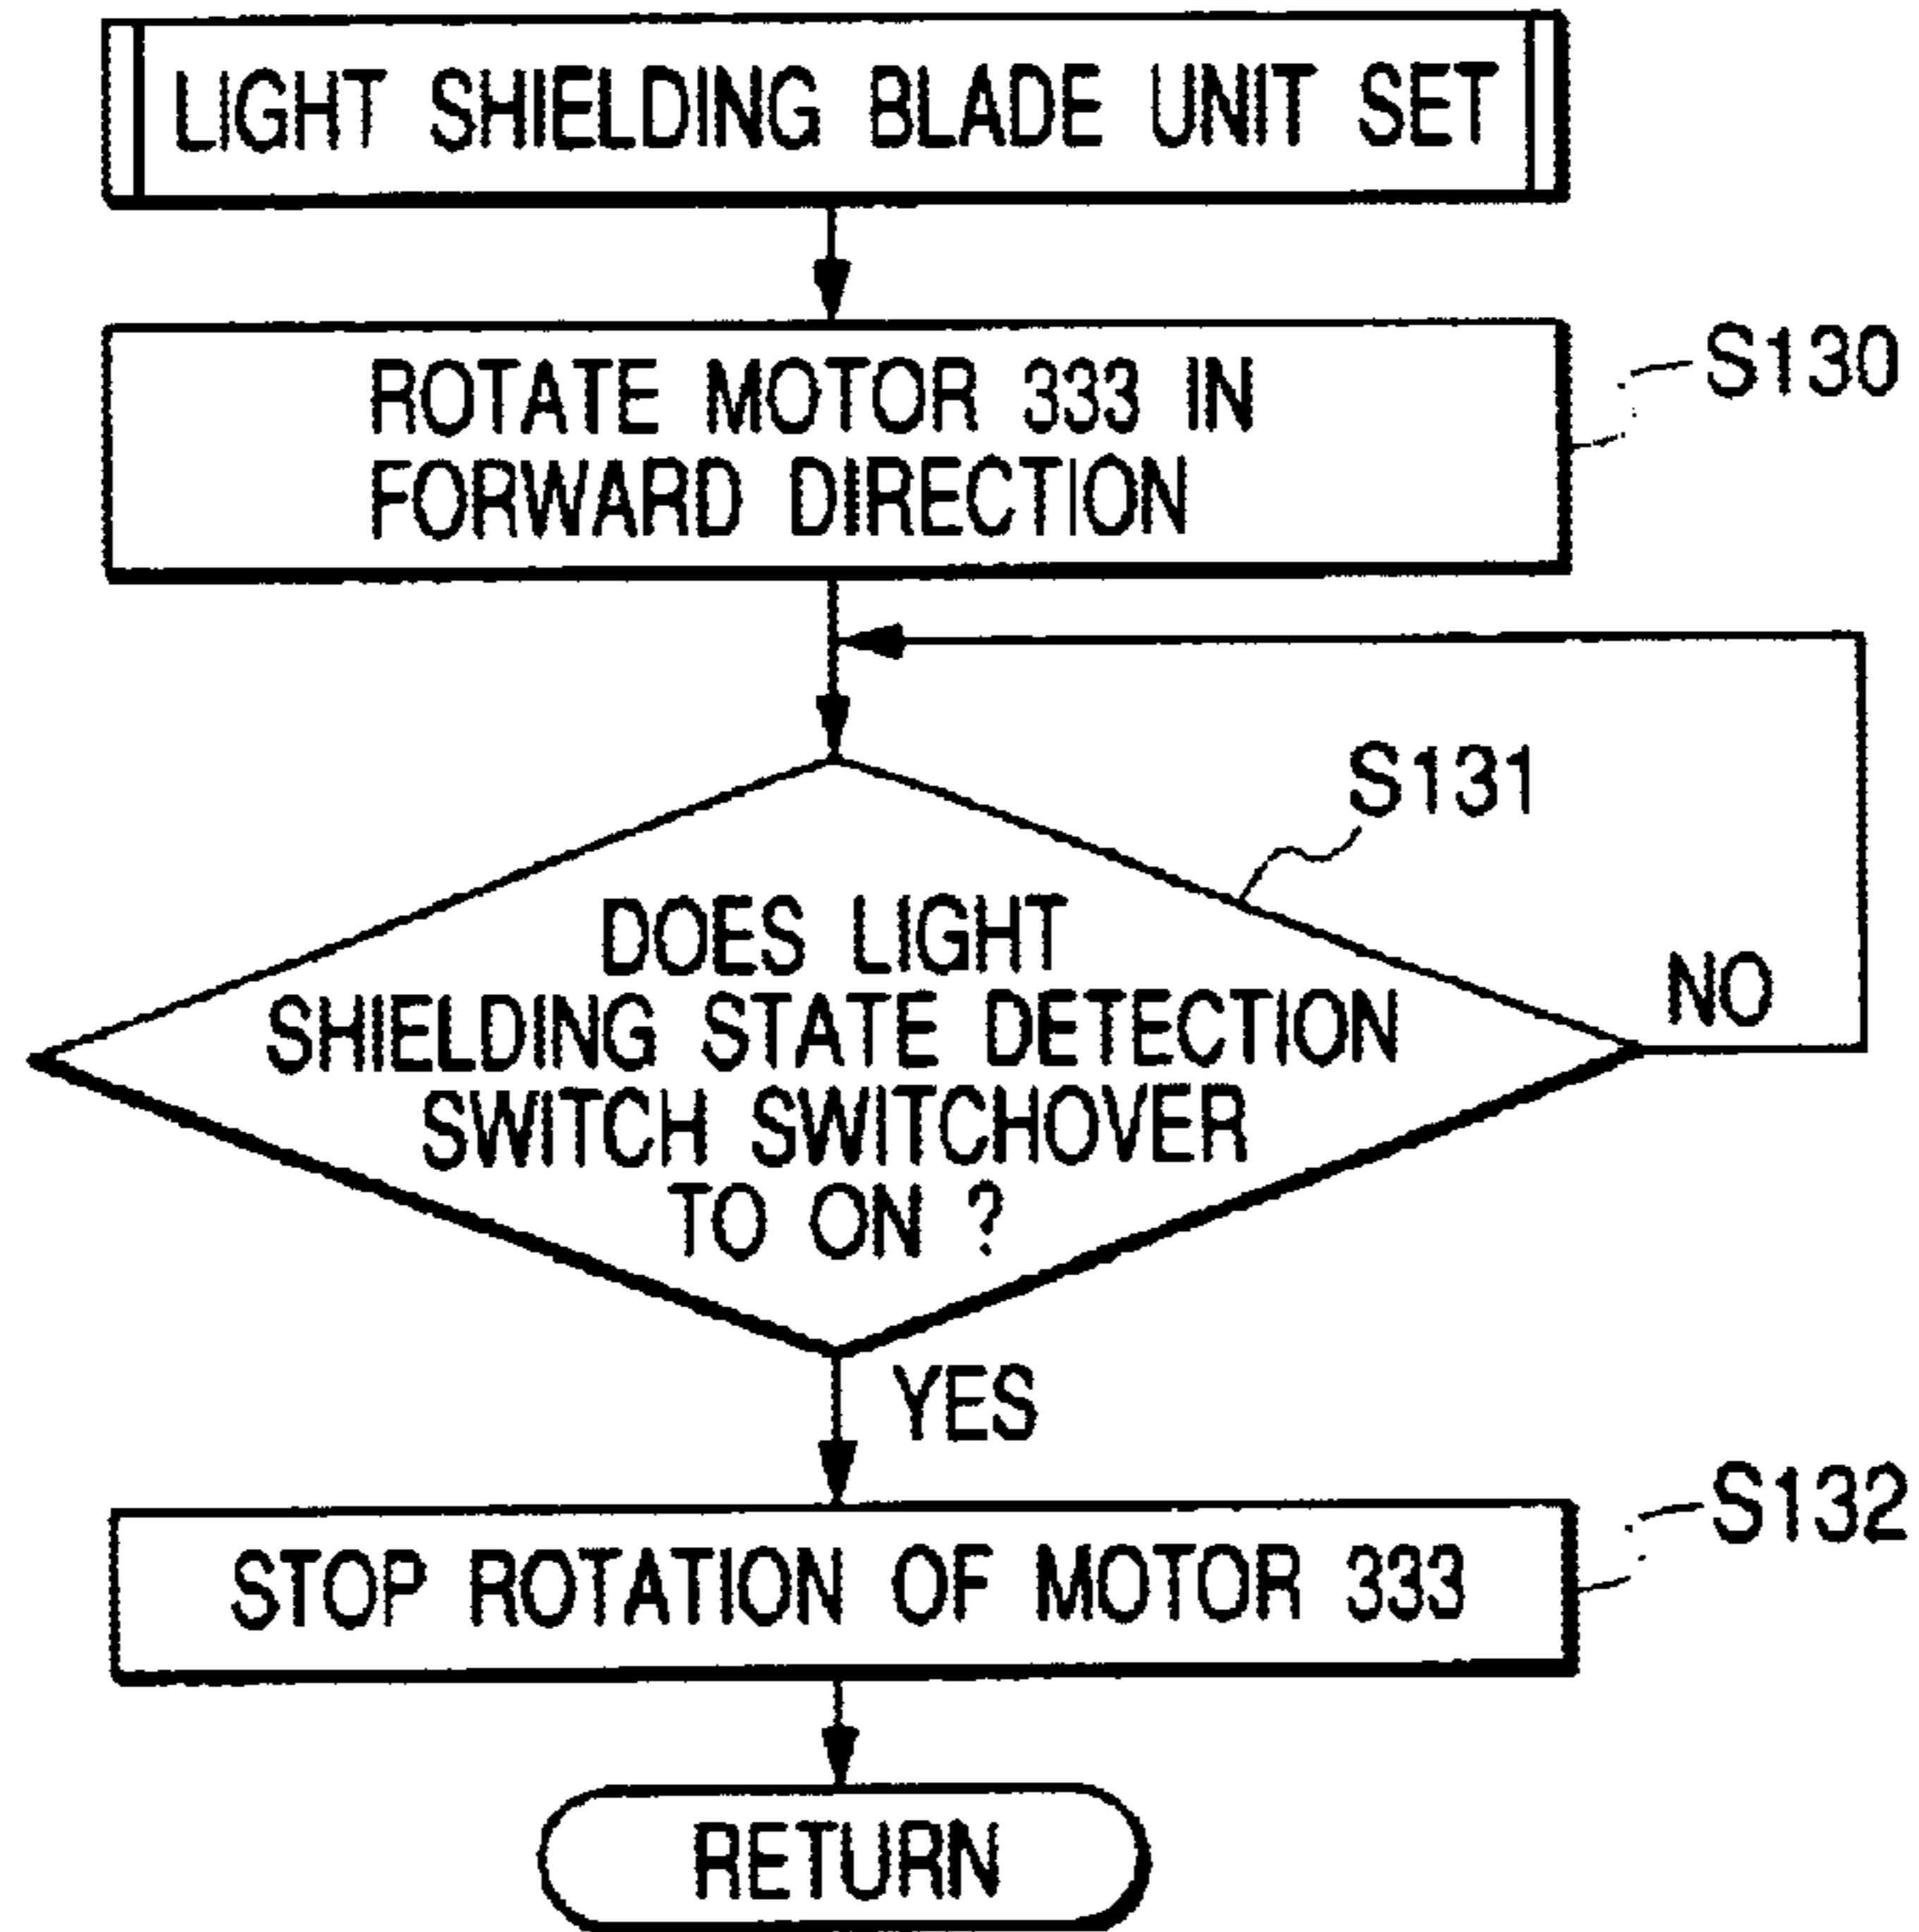 LIGHT SHIELDING BLADE UNIT SET
ROTATE MOTOR 333 IN
FORWARD DIRECTION
S130
S131
DOES LIGHT
SHIELDING STATE DETECTION
SWITCH SWITCHOVER
TO ON ?
NO
YES
STOP ROTATION OF MOTOR 333
S132
RETURN